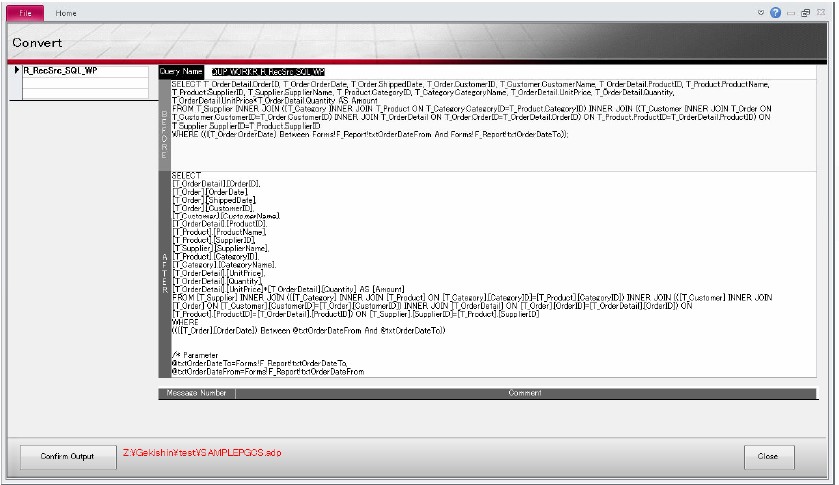 File Home
Convert
R_RecSrc_SQL_WP
Query Name QUP_WORKR_R_RecSrc_SQL_WP
BEFORE
SELECT T_OrderDetail.OrderID, T_Order.OrderDate, T_Order.ShippedDate, T_Order.CustomerID, T_Customer.CustomerName, T_OrderDetail.ProductID, T_Product.ProductName,
T_Product.SupplierID, T_Supplier.SupplierName, T_Product.CategoryID, T_Category.CategoryName, T_OrderDetail.UnitPrice, T_OrderDetail.Quantity,
T_OrderDetail.UnitPrice*T_OrderDetail.Quantity AS Amount
FROM T_Supplier INNER JOIN ((T_Category INNER JOIN T_Product ON T_Category.CategoryID=T_Product.CategoryID) INNER JOIN ((T_Customer INNER JOIN T_Order ON
T_Customer.CustomerID=T_Order.CustomerID) INNER JOIN T_OrderDetail ON T_Order.OrderID=T_OrderDetail.OrderID) ON T_Product.ProductID=T_OrderDetail.ProductID) ON
T_Supplier.SupplierID=T_Product.SupplierID
WHERE (((T_Order.OrderDate) Between Forms!F_Report!txtOrderDateFrom And Forms!F_Report!txtOrderDateTo));
AFTER
SELECT
[T_OrderDetail].[OrderID],
[T_Order].[OrderDate],
[T_Order].[ShippedDate],
[T_Order].[CustomerID],
[T_Customer].[CustomerName],
[T_OrderDetail].[ProductID],
[T_Product].[ProductName],
[T_Product].[SupplierID],
[T_Supplier].[SupplierName],
[T_Product].[CategoryID],
[T_Category].[CategoryName],
[T_OrderDetail].[UnitPrice],
[T_OrderDetail].[Quantity],
[T_OrderDetail].[UnitPrice]*[T_OrderDetail].[Quantity] AS [Amount]
FROM [T_Supplier] INNER JOIN (([T_Category] INNER JOIN [T_Product] ON [T_Category].[CategoryID]=[T_Product].[CategoryID]) INNER JOIN (([T_Customer] INNER JOIN
[T_Order] ON [T_Customer].[CustomerID]=[T_Order].[CustomerID]) INNER JOIN [T_OrderDetail] ON [T_Order].[OrderID]=[T_OrderDetail].[OrderID]) ON
[T_Product].[ProductID]=[T_OrderDetail].[ProductID]) ON [T_Supplier].[SupplierID]=[T_Product].[SupplierID]
WHERE
((([T_Order].[OrderDate]) Between @txtOrderDateFrom And @txtOrderDateTo))
/* Parameter
@txtOrderDateTo=Forms!F_Report!txtOrderDateTo,
@txtOrderDateFrom=Forms!F_Report!txtOrderDateFrom
Message Number Comment
Confirm Output Z:¥Gekishin¥test¥SAMPLEPGCS.adp Close